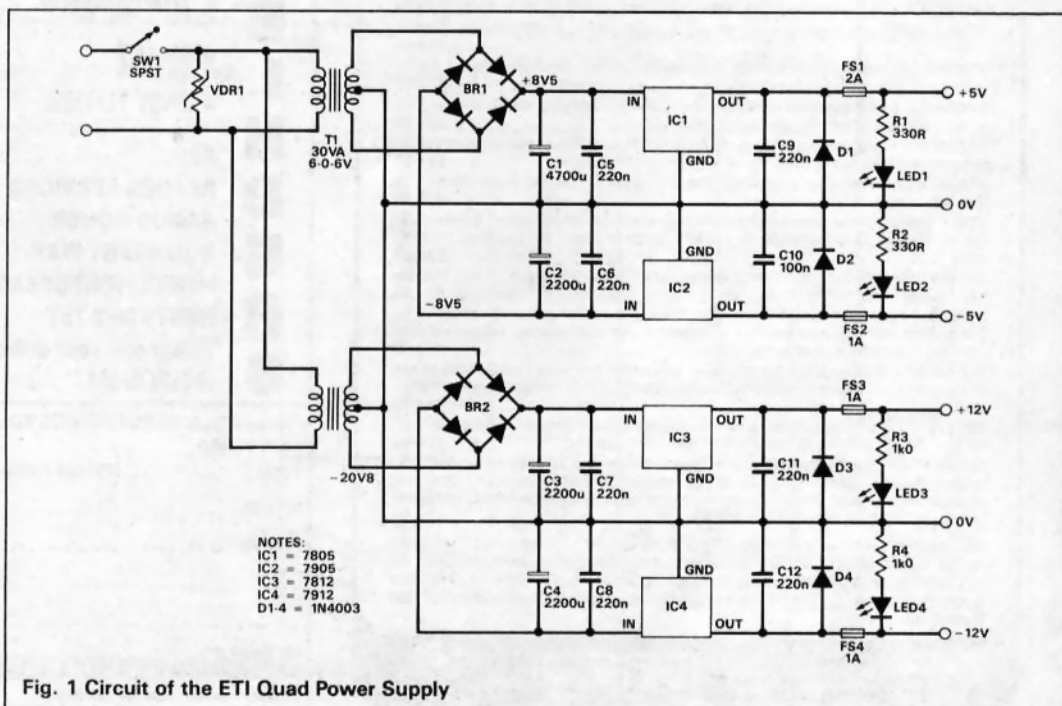 SW1
SPST
VDR1
T1
30VA
6-0-6V
BR1
+8V5
-8V5
C1
4700u
C5
220n
C2
2200u
C6
220n
IN
OUT
IC1
GND
GND
IC2
IN
OUT
C9
220n
C10
100n
D1
D2
FS1
2A
FS2
1A
R1
330R
LED1
R2
330R
LED2
+5V
0V
-5V
BR2
-20V8
C3
2200u
C7
220n
C4
2200u
C8
220n
IN
OUT
IC3
GND
GND
IC4
IN
OUT
C11
220n
C12
220n
D3
D4
FS3
1A
FS4
1A
R3
1k0
LED3
R4
1k0
LED4
+12V
0V
-12V
NOTES:
IC1 = 7805
IC2 = 7905
IC3 = 7812
IC4 = 7912
D1-4 = 1N4003
Fig. 1 Circuit of the ETI Quad Power Supply